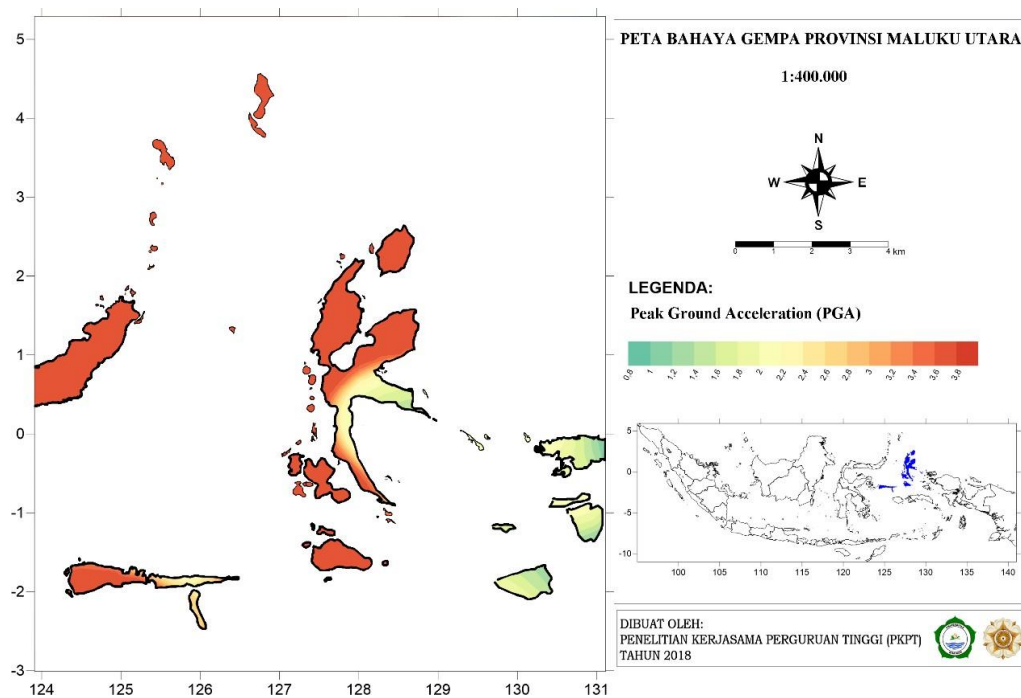 PETA BAHAYA GEMPA PROVINSI MALUKU UTARA
1:400.000
N
W E
S
0 1 2 3 4 km
LEGENDA:
Peak Ground Acceleration (PGA)
0.8 1 1.2 1.4 1.6 1.8 2 2.2 2.4 2.6 2.8 3 3.2 3.4 3.6 3.8
5
4
3
2
1
0
-1
-2
-3
124 125 126 127 128 129 130 131
5
0
-5
-10
100 105 110 115 120 125 130 135 140
DIBUAT OLEH:
PENELITIAN KERJASAMA PERGURUAN TINGGI (PKPT)
TAHUN 2018